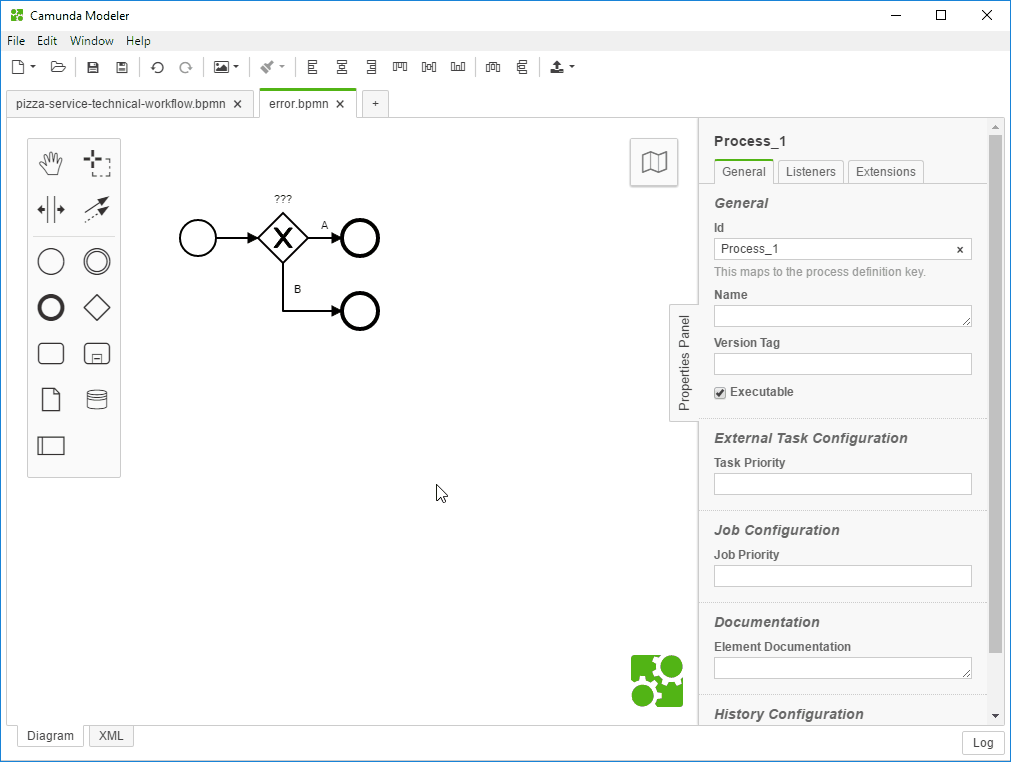 Camunda Modeler
File Edit Window Help
pizza-service-technical-workflow.bpmn × error.bpmn × +
???
A
B
Properties Panel
Process_1
General Listeners Extensions
General
Id
Process_1 ×
This maps to the process definition key.
Name
Version Tag
Executable
External Task Configuration
Task Priority
Job Configuration
Job Priority
Documentation
Element Documentation
History Configuration
Diagram XML
Log